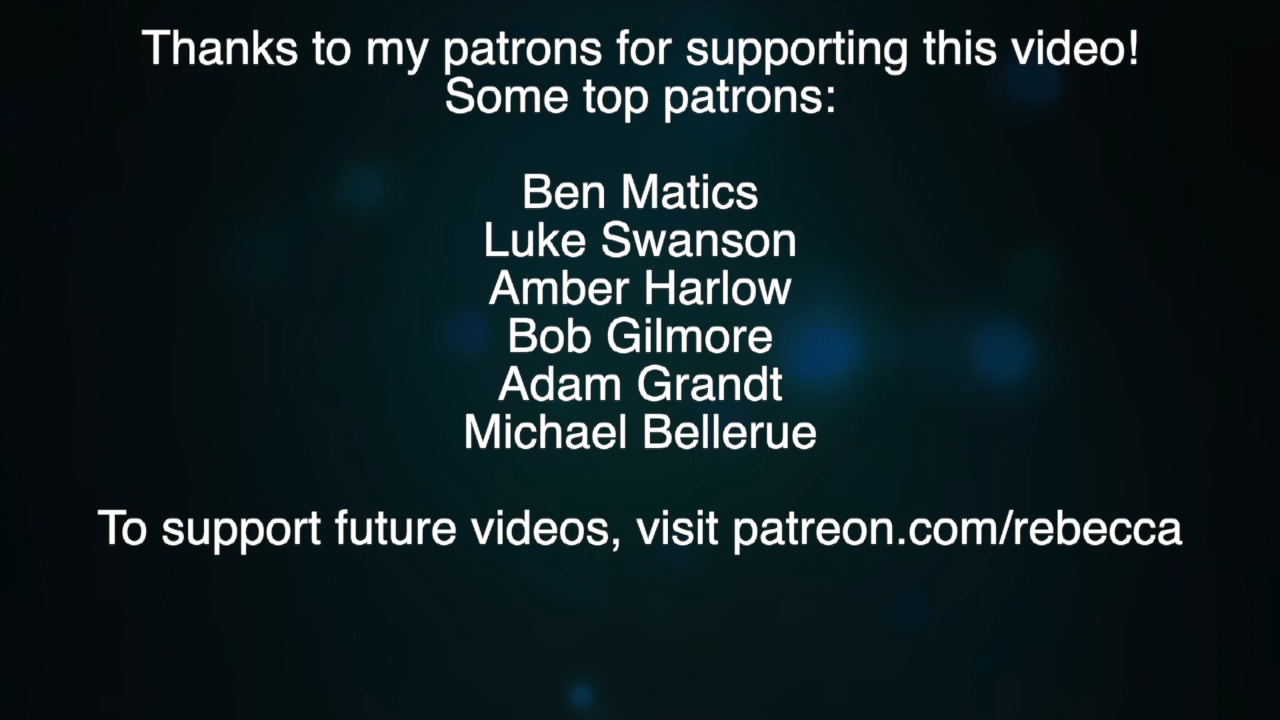 Thanks to my patrons for supporting this video!
Some top patrons:
Ben Matics
Luke Swanson
Amber Harlow
Bob Gilmore
Adam Grandt
Michael Bellerue
To support future videos, visit patreon.com/rebecca